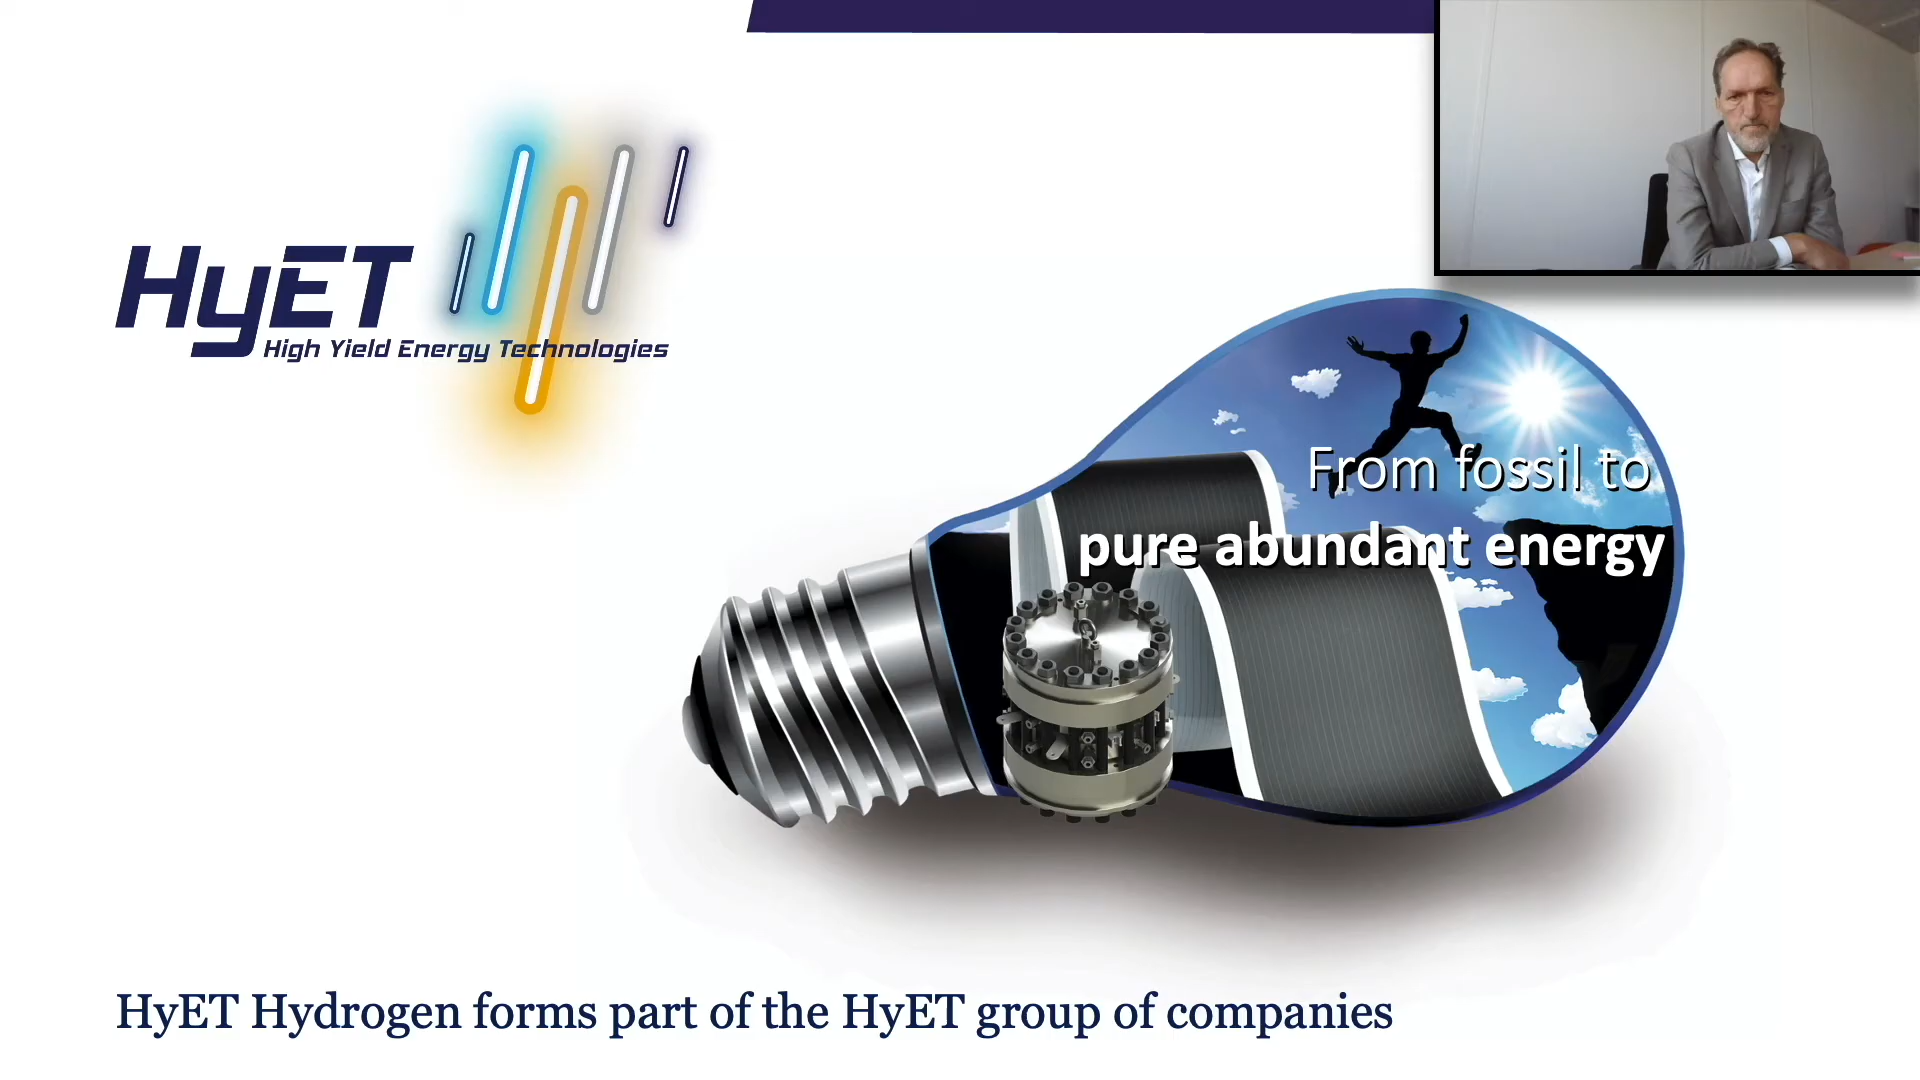 HyET
High Yield Energy Technologies
From fossil to
pure abundant energy
HyET Hydrogen forms part of the HyET group of companies